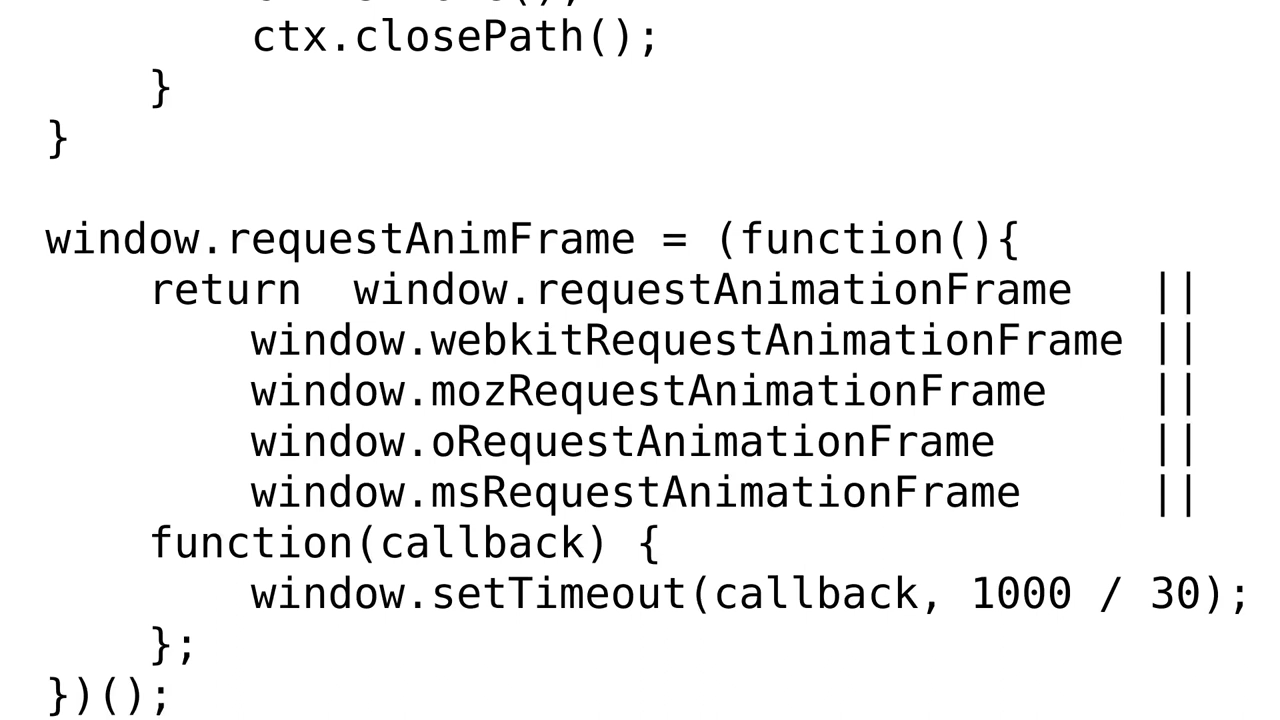 ctx.closePath();
}
}
window.requestAnimFrame = (function(){
return  window.requestAnimationFrame   ||
window.webkitRequestAnimationFrame ||
window.mozRequestAnimationFrame    ||
window.oRequestAnimationFrame      ||
window.msRequestAnimationFrame     ||
function(callback) {
window.setTimeout(callback, 1000 / 30);
};
})();